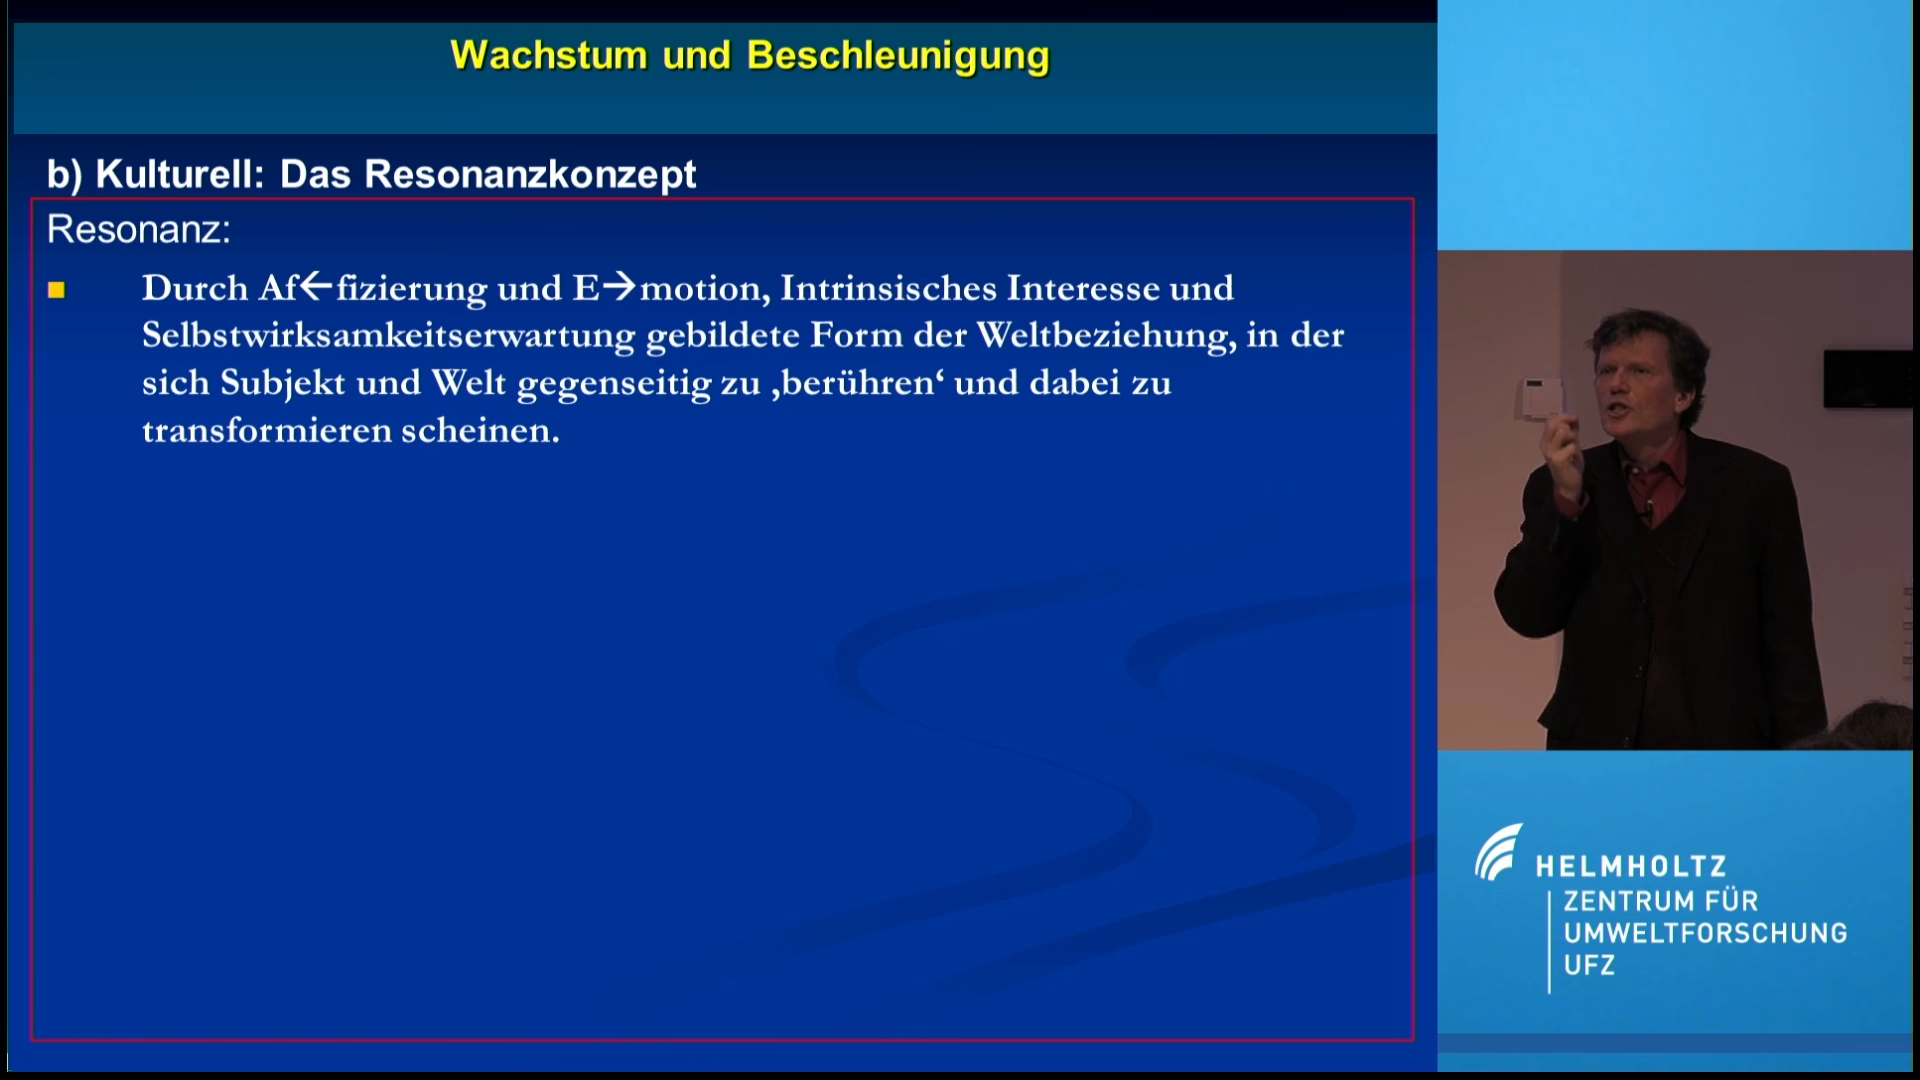 Wachstum und Beschleunigung
b) Kulturell: Das Resonanzkonzept
Resonanz:
■ Durch Af←fizierung und E→motion, Intrinsisches Interesse und
Selbstwirksamkeitserwartung gebildete Form der Weltbeziehung, in der
sich Subjekt und Welt gegenseitig zu ‚berühren‘ und dabei zu
transformieren scheinen.
HELMHOLTZ
ZENTRUM FÜR
UMWELTFORSCHUNG
UFZ